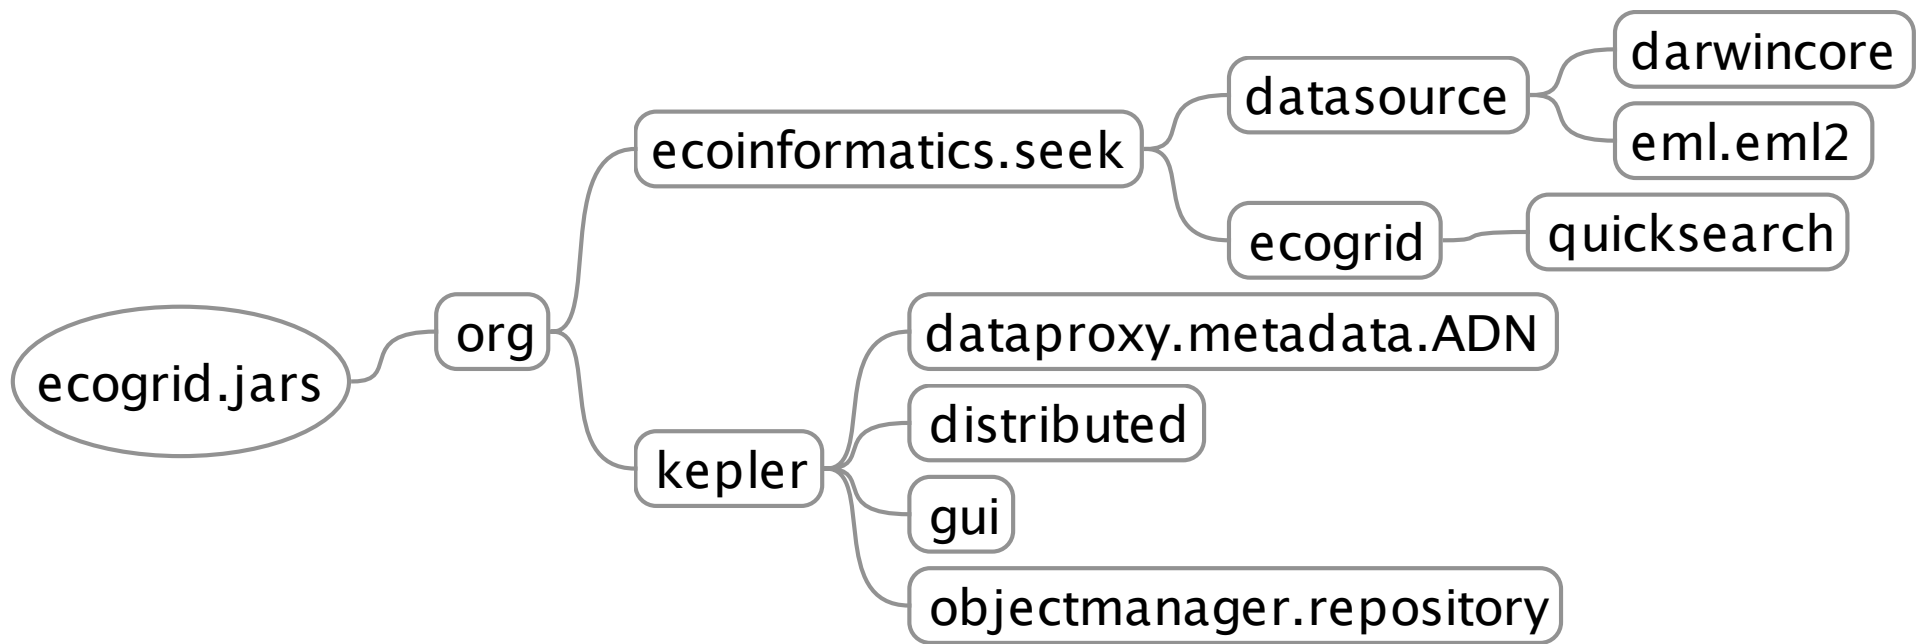 ecogrid.jars
org
ecoinformatics.seek
datasource
darwincore
eml.eml2
ecogrid
quicksearch
kepler
dataproxy.metadata.ADN
distributed
gui
objectmanager.repository